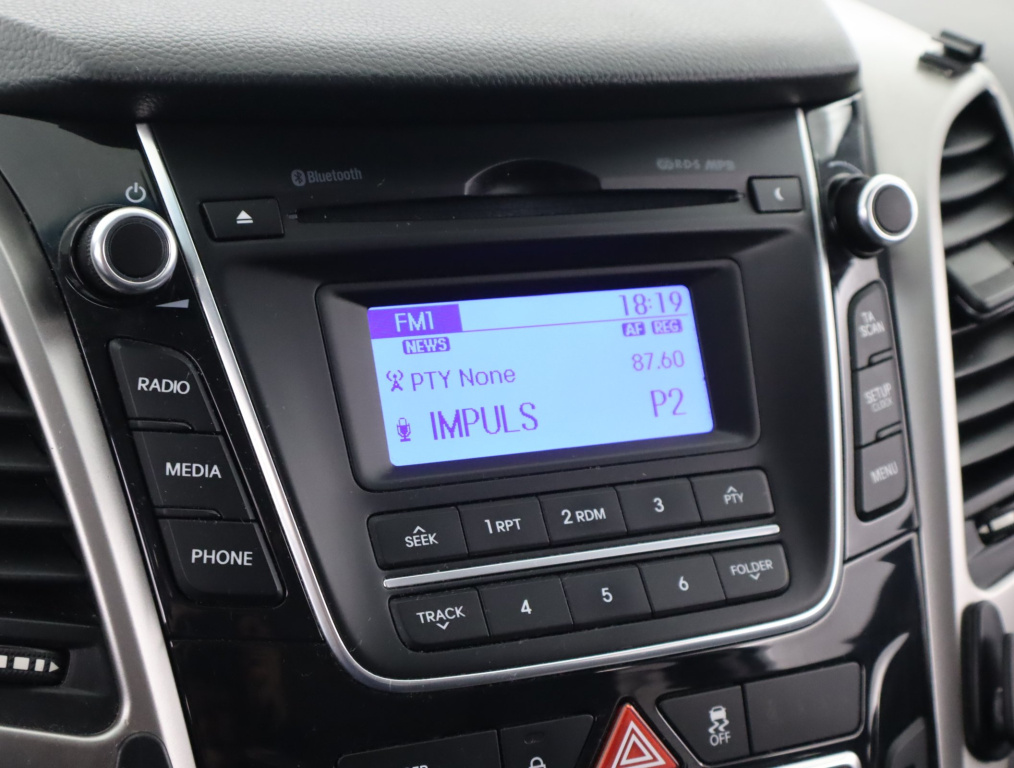 Bluetooth
RDS MP3
FM1
18:19
NEWS
AF REG
PTY None
87.60
IMPULS
P2
RADIO
MEDIA
PHONE
TA
SCAN
SETUP
CLOCK
MENU
SEEK
1 RPT
2 RDM
3
PTY
TRACK
4
5
6
FOLDER
OFF